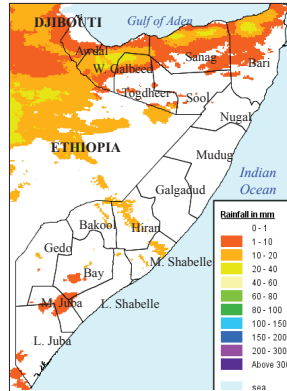 DJIBOUTI
Gulf of Aden
Awdal
W. Galbeed
Sanag
Bari
Togdheer
Sool
Nugal
ETHIOPIA
Mudug
Indian
Ocean
Galgadud
Bakool
Hiran
Gedo
Bay
M. Shabelle
M. Juba
L. Shabelle
L. Juba
Rainfall in mm
0 - 1
1 - 10
10 - 20
20 - 40
40 - 60
60 - 80
80 - 100
100 - 150
150 - 200
200 - 300
Above 300
sea